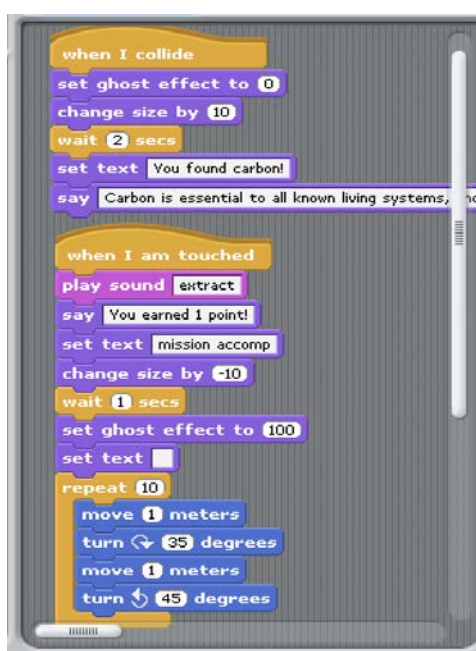 when I collide
set ghost effect to 0
change size by 10
wait 2 secs
set text You found carbon!
say Carbon is essential to all known living systems,
when I am touched
play sound extract
say You earned 1 point!
set text mission accomp
change size by -10
wait 1 secs
set ghost effect to 100
set text
repeat 10
move 1 meters
turn 35 degrees
move 1 meters
turn 45 degrees